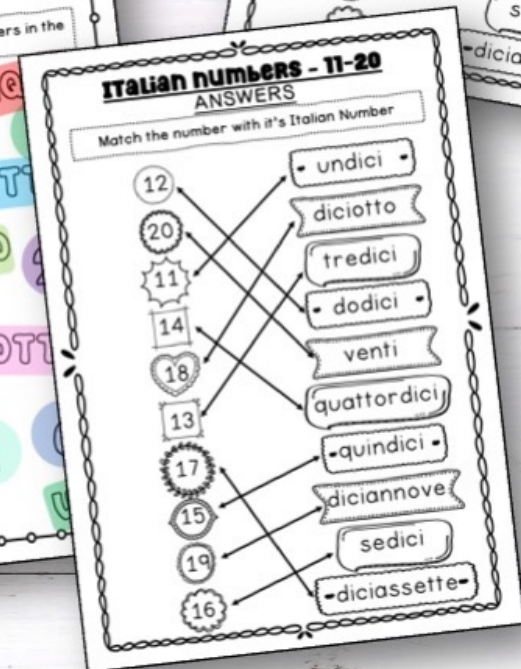 ers in the
ITaLian numbers - 11-20
ANSWERS
Match the number with it's Italian Number
12
undici
20
diciotto
11
tredici
14
dodici
18
venti
13
quattordici
17
quindici
15
diciannove
19
sedici
16
diciassette